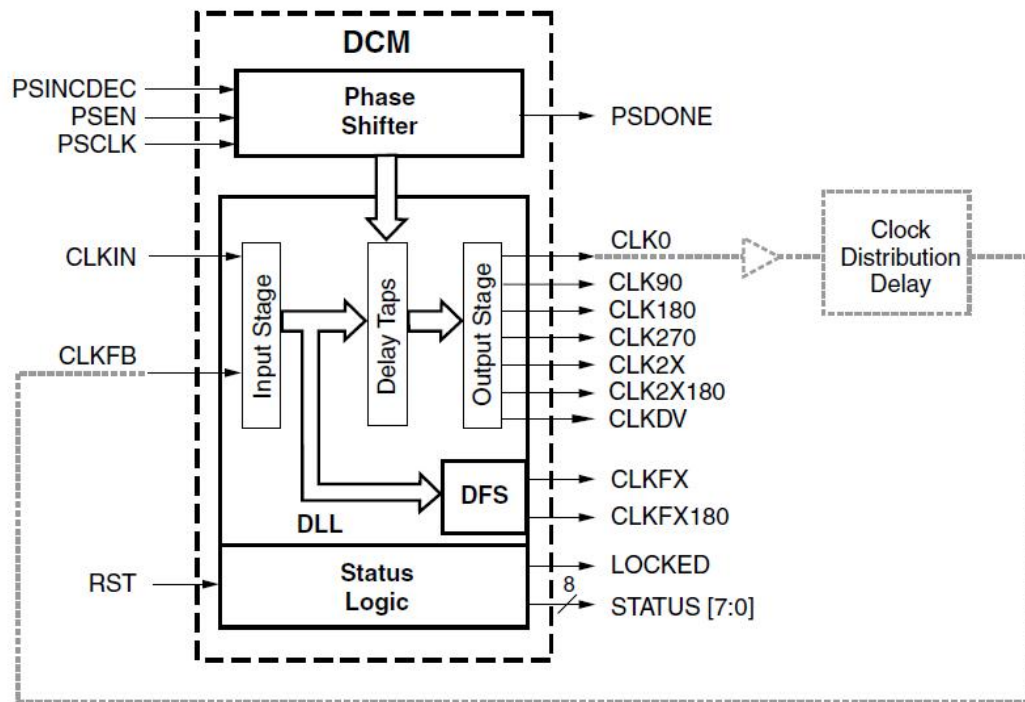 DCM
PSINCDEC
PSEN
PSCLK
Phase
Shifter
PSDONE
CLKIN
CLKFB
Input Stage
Delay Taps
Output Stage
CLK0
CLK90
CLK180
CLK270
CLK2X
CLK2X180
CLKDV
Clock
Distribution
Delay
DFS
DLL
CLKFX
CLKFX180
RST
Status
Logic
LOCKED
8
STATUS [7:0]